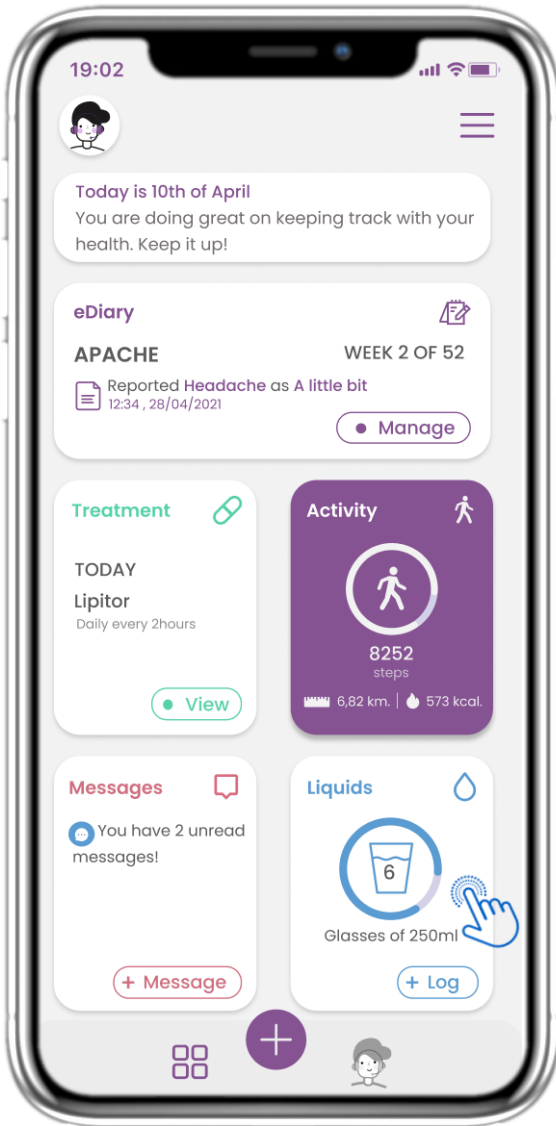 19:02
Today is 10th of April
You are doing great on keeping track with your
health. Keep it up!
eDiary
APACHE
WEEK 2 OF 52
Reported Headache as A little bit
12:34 , 28/04/2021
Manage
Treatment
TODAY
Lipitor
Daily every 2hours
View
Activity
8252
steps
6,82 km.
573 kcal.
Messages
You have 2 unread
messages!
+ Message
Liquids
6
Glasses of 250ml
+ Log